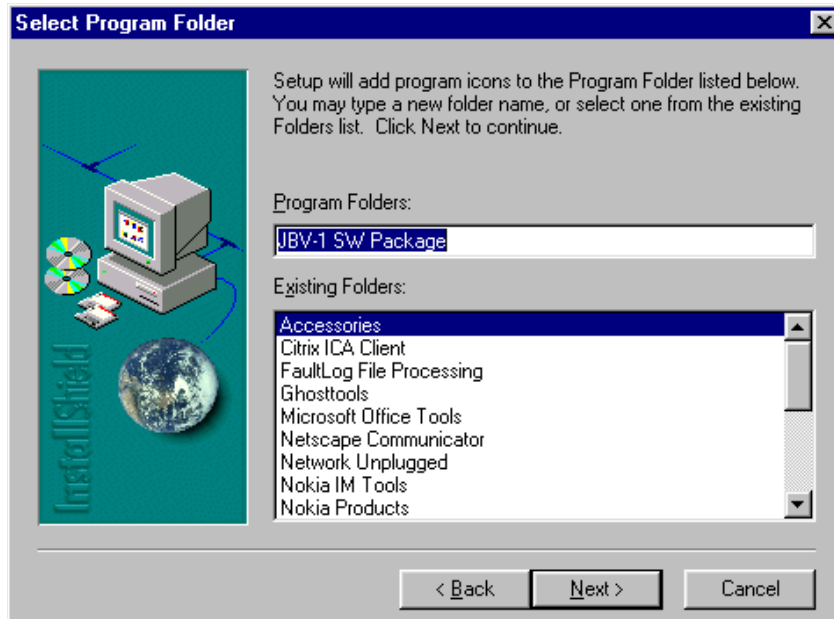 Select Program Folder
Setup will add program icons to the Program Folder listed below.
You may type a new folder name, or select one from the existing
Folders list.  Click Next to continue.
Program Folders:
JBV-1 SW Package
Existing Folders:
Accessories
Citrix ICA Client
FaultLog File Processing
Ghosttools
Microsoft Office Tools
Netscape Communicator
Network Unplugged
Nokia IM Tools
Nokia Products
InstallShield
< Back
Next >
Cancel